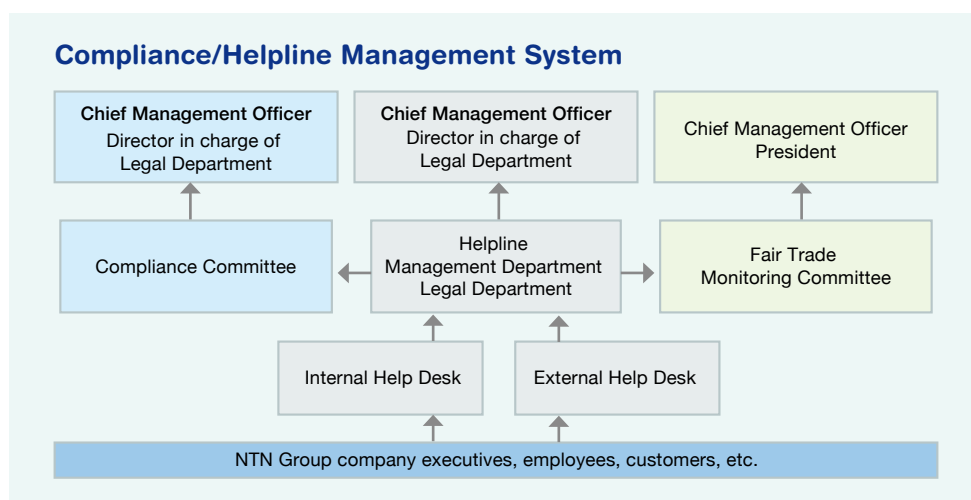 Compliance/Helpline Management System
Chief Management Officer
Director in charge of
Legal Department
Chief Management Officer
Director in charge of
Legal Department
Chief Management Officer
President
Compliance Committee
Helpline
Management Department
Legal Department
Fair Trade
Monitoring Committee
Internal Help Desk
External Help Desk
NTN Group company executives, employees, customers, etc.